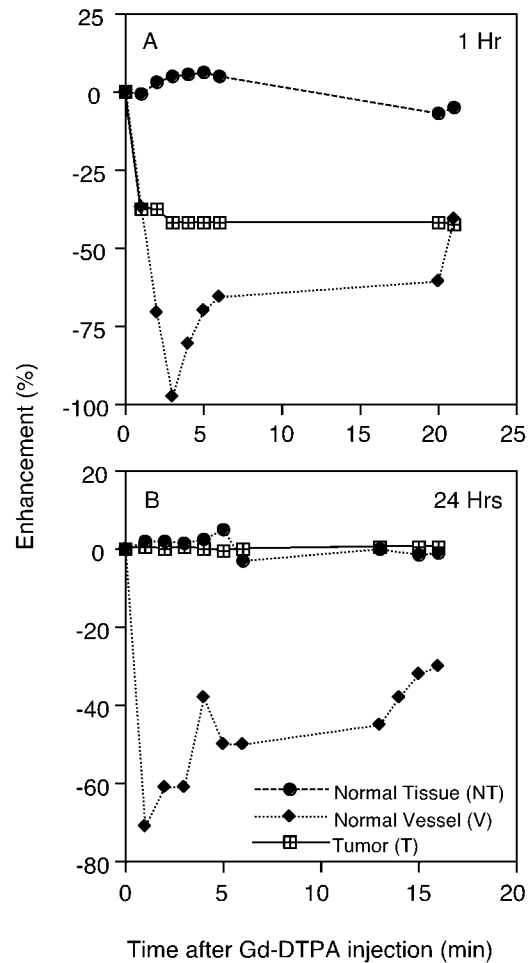 25
A
1 Hr
0
-25
-50
-75
-100
0
5
10
15
20
25
Enhancement (%)
20
B
24 Hrs
0
-20
-40
-60
-80
Normal Tissue (NT)
Normal Vessel (V)
Tumor (T)
0
5
10
15
20
Time after Gd-DTPA injection (min)